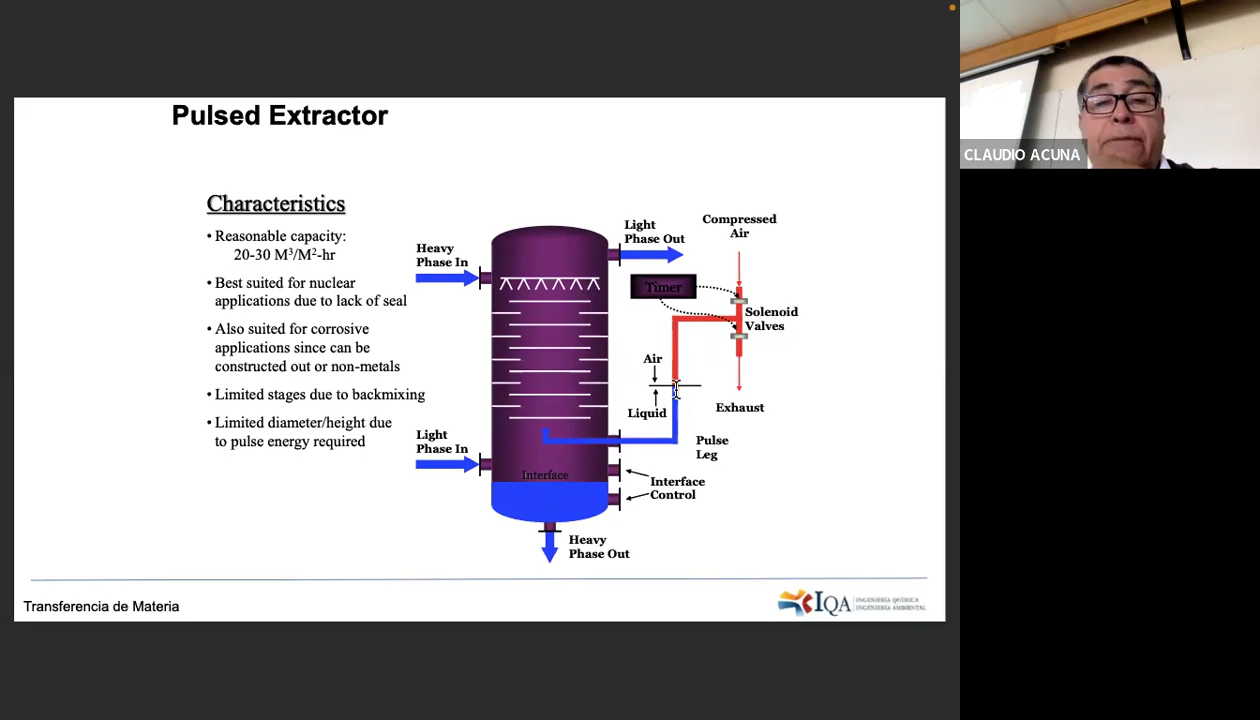 Pulsed Extractor
CLAUDIO ACUNA
Characteristics
• Reasonable capacity:
20-30 M³/M²-hr
• Best suited for nuclear
applications due to lack of seal
• Also suited for corrosive
applications since can be
constructed out or non-metals
• Limited stages due to backmixing
• Limited diameter/height due
to pulse energy required
Heavy
Phase In
Light
Phase Out
Compressed
Air
Timer
Solenoid
Valves
Air
Liquid
Exhaust
Light
Phase In
Pulse
Leg
Interface
Interface
Control
Heavy
Phase Out
Transferencia de Materia
IQA
INGENIERÍA QUÍMICA
INGENIERÍA AMBIENTAL